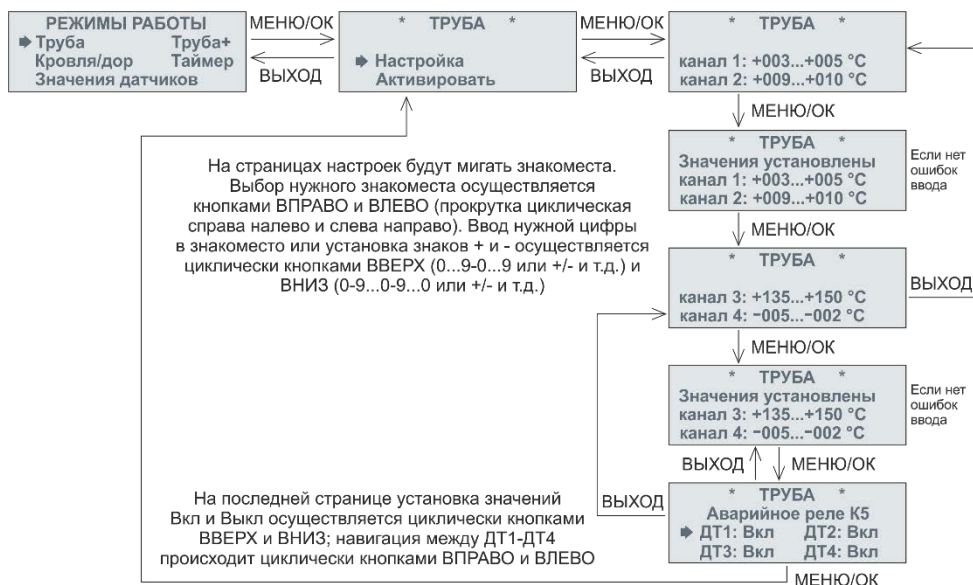 РЕЖИМЫ РАБОТЫ
Труба Труба+
Кровля/дор Таймер
Значения датчиков
МЕНЮ/ОК
ВЫХОД
* ТРУБА *
Настройка
Активировать
МЕНЮ/ОК
ВЫХОД
* ТРУБА *
канал 1: +003...+005 °C
канал 2: +009...+010 °C
МЕНЮ/ОК
* ТРУБА *
Значения установлены
канал 1: +003...+005 °C
канал 2: +009...+010 °C
Если нет
ошибок
ввода
На страницах настроек будут мигать знакоместа.
Выбор нужного знакоместа осуществляется
кнопками ВПРАВО и ВЛЕВО (прокрутка циклическая
справа налево и слева направо). Ввод нужной цифры
в знакоместо или установка знаков + и - осуществляется
циклически кнопками ВВЕРХ (0...9-0...9 или +/- и т.д.) и
ВНИЗ (0-9...0-9...0 или +/- и т.д.)
МЕНЮ/ОК
* ТРУБА *
канал 3: +135...+150 °C
канал 4: -005...-002 °C
ВЫХОД
МЕНЮ/ОК
* ТРУБА *
Значения установлены
канал 3: +135...+150 °C
канал 4: -005...-002 °C
Если нет
ошибок
ввода
ВЫХОД
МЕНЮ/ОК
На последней странице установка значений
Вкл и Выкл осуществляется циклически кнопками
ВВЕРХ и ВНИЗ; навигация между ДТ1-ДТ4
происходит циклически кнопками ВПРАВО и ВЛЕВО
ВЫХОД
* ТРУБА *
Аварийное реле К5
ДТ1: Вкл ДТ2: Вкл
ДТ3: Вкл ДТ4: Вкл
МЕНЮ/ОК